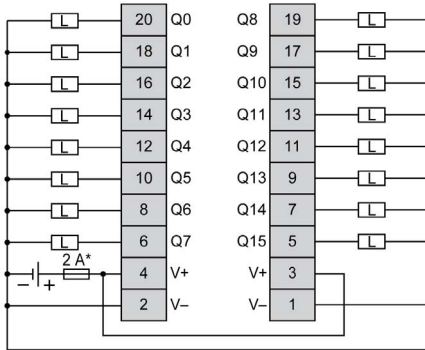 L 20 Q0 Q8 19 L
L 18 Q1 Q9 17 L
L 16 Q2 Q10 15 L
L 14 Q3 Q11 13 L
L 12 Q4 Q12 11 L
L 10 Q5 Q13 9 L
L 8 Q6 Q14 7 L
L 6 Q7 Q15 5 L
2 A*
− + 4 V+ V+ 3
2 V− V− 1